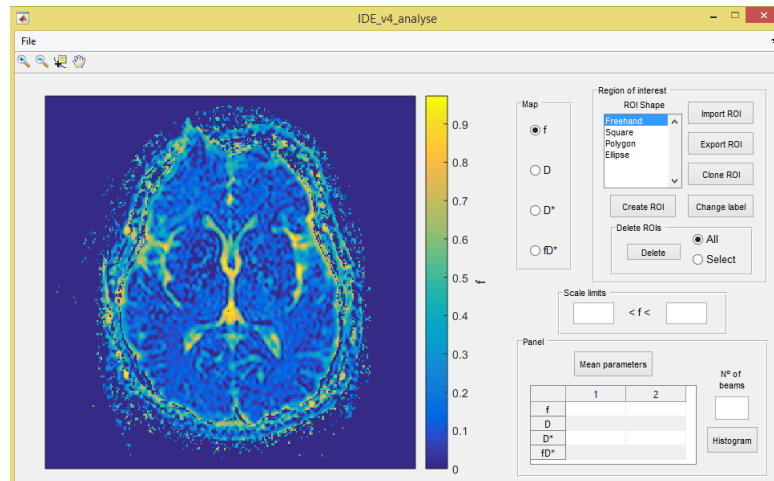 IDE_v4_analyse
File
0.9
0.8
0.7
0.6
0.5
0.4
0.3
0.2
0.1
0
f
Map
f
D
D*
fD*
Region of interest
ROI Shape
Freehand
Square
Polygon
Ellipse
Import ROI
Export ROI
Clone ROI
Create ROI
Change label
Delete ROIs
Delete
All
Select
Scale limits
< f <
Panel
Mean parameters
1 2
f
D
D*
fD*
Nº of
beams
Histogram